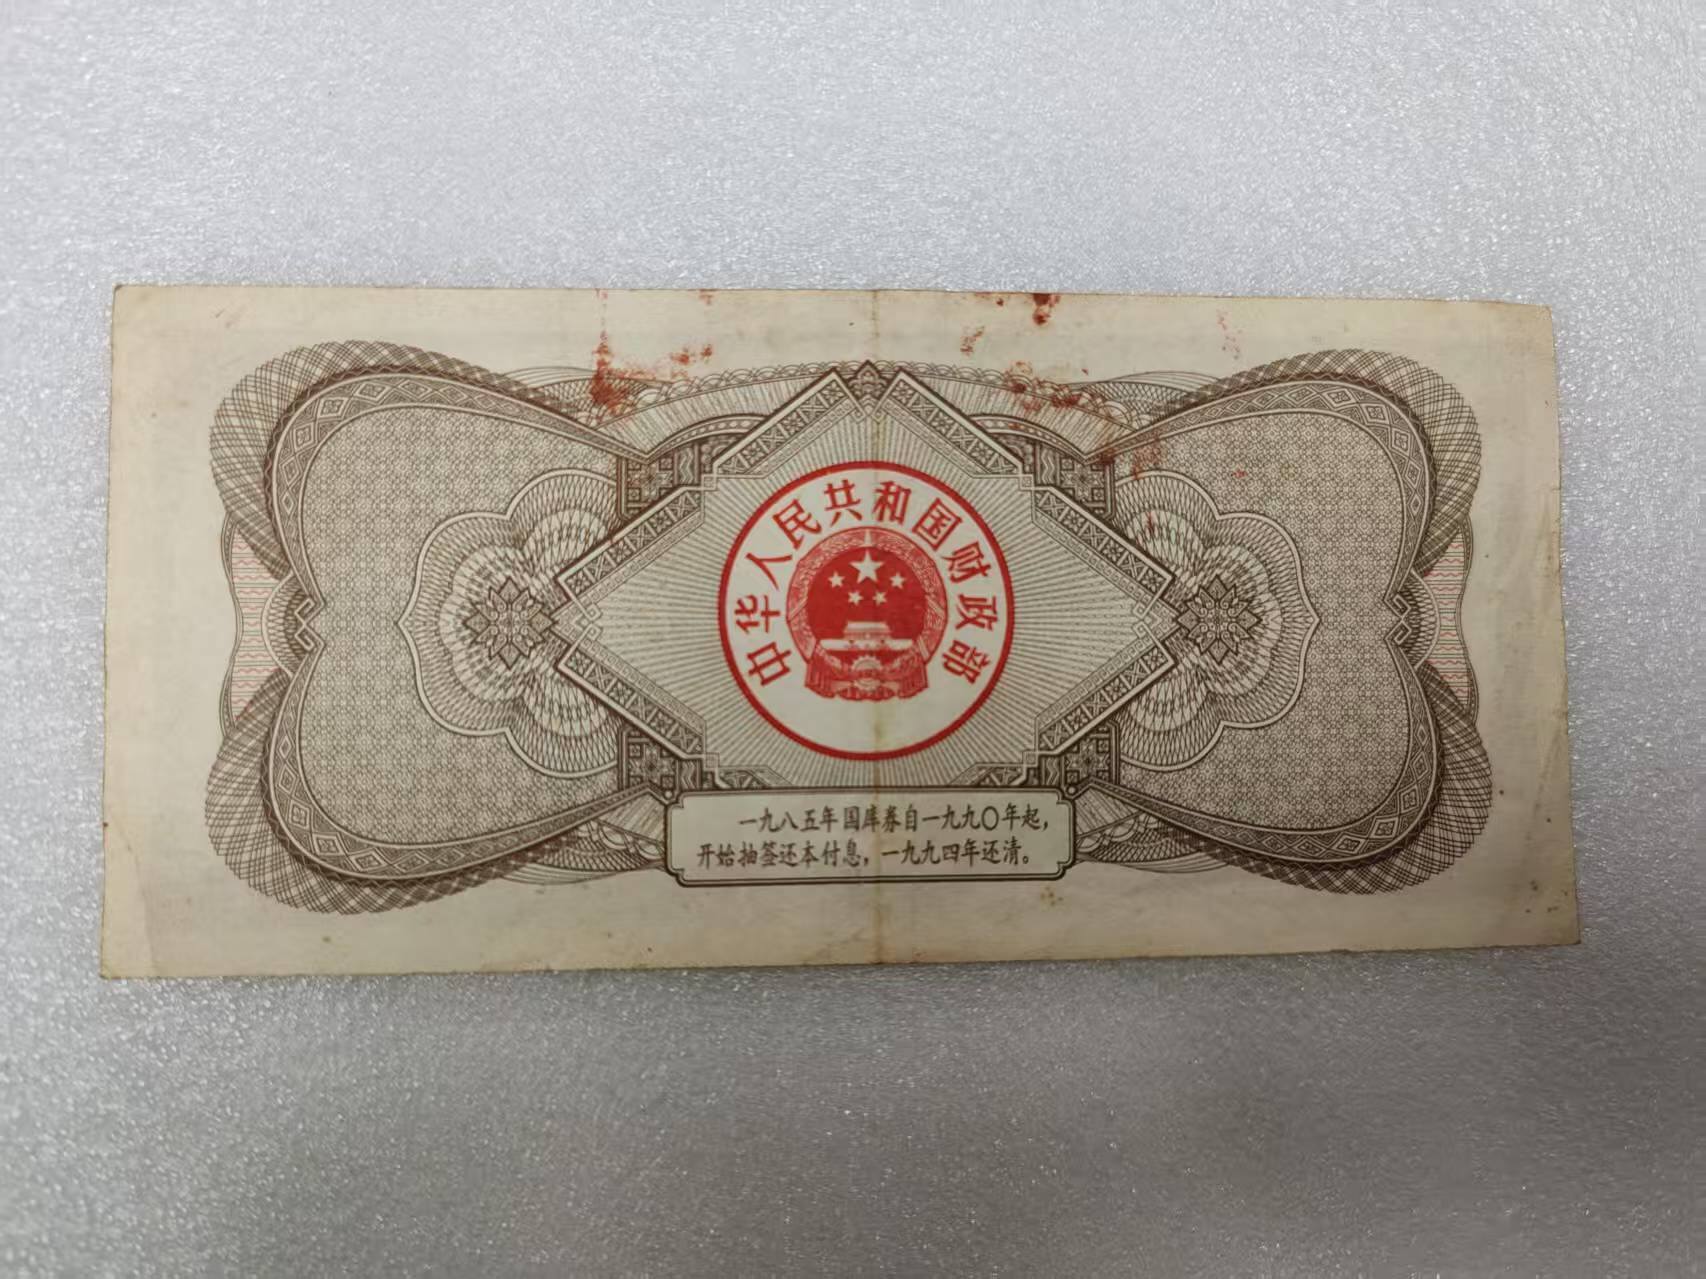 中华人民共和国财政部
一九八五年国库券自一九九〇年起，
开始抽签还本付息，一九九四年还清。